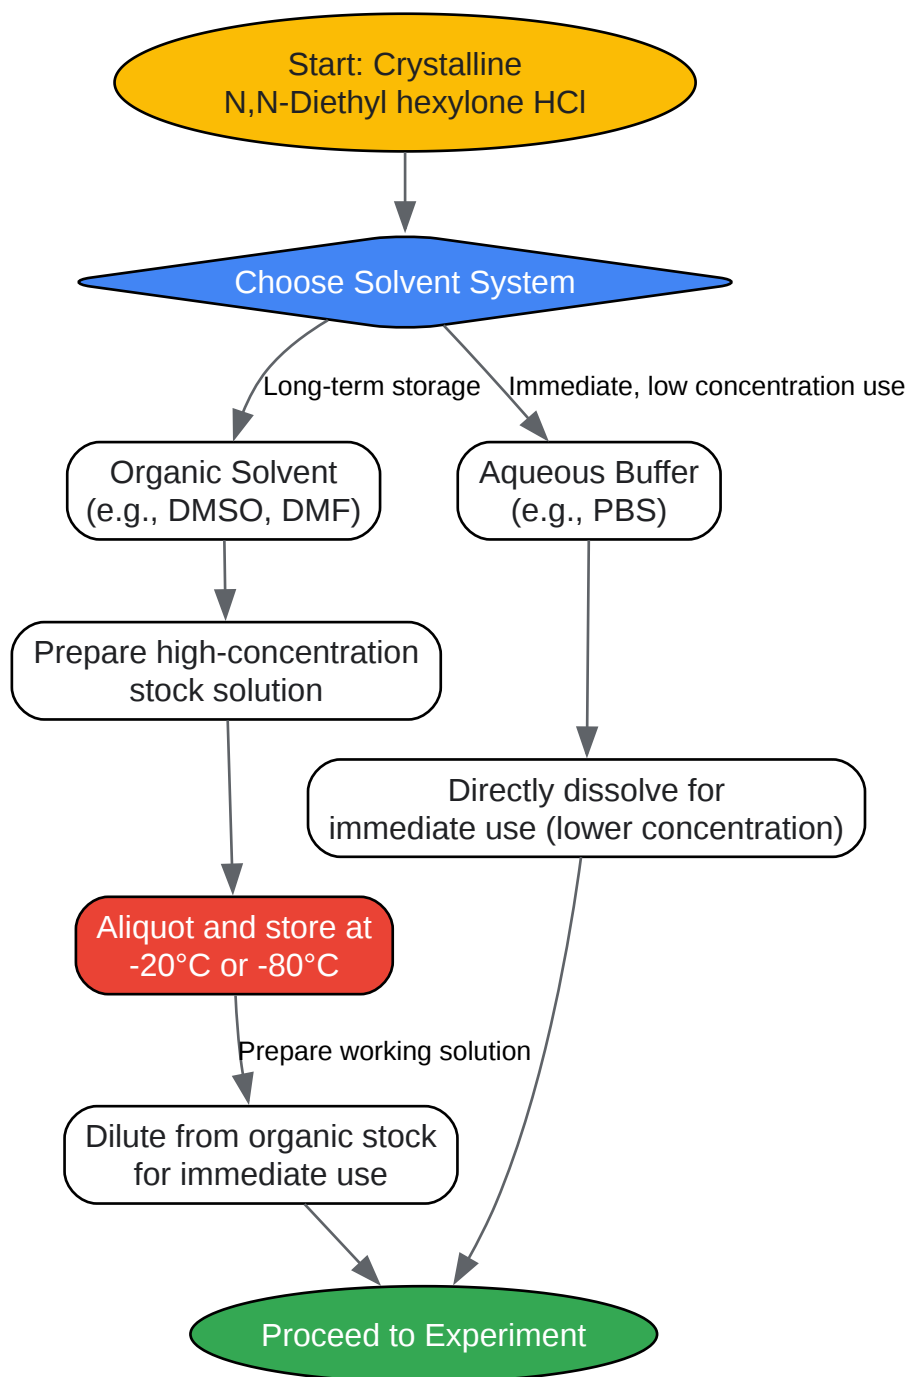 Start: Crystalline
N,N-Diethyl hexylone HCl
Choose Solvent System
Long-term storage
Immediate, low concentration use
Organic Solvent
(e.g., DMSO, DMF)
Aqueous Buffer
(e.g., PBS)
Prepare high-concentration
stock solution
Directly dissolve for
immediate use (lower concentration)
Aliquot and store at
-20°C or -80°C
Prepare working solution
Dilute from organic stock
for immediate use
Proceed to Experiment